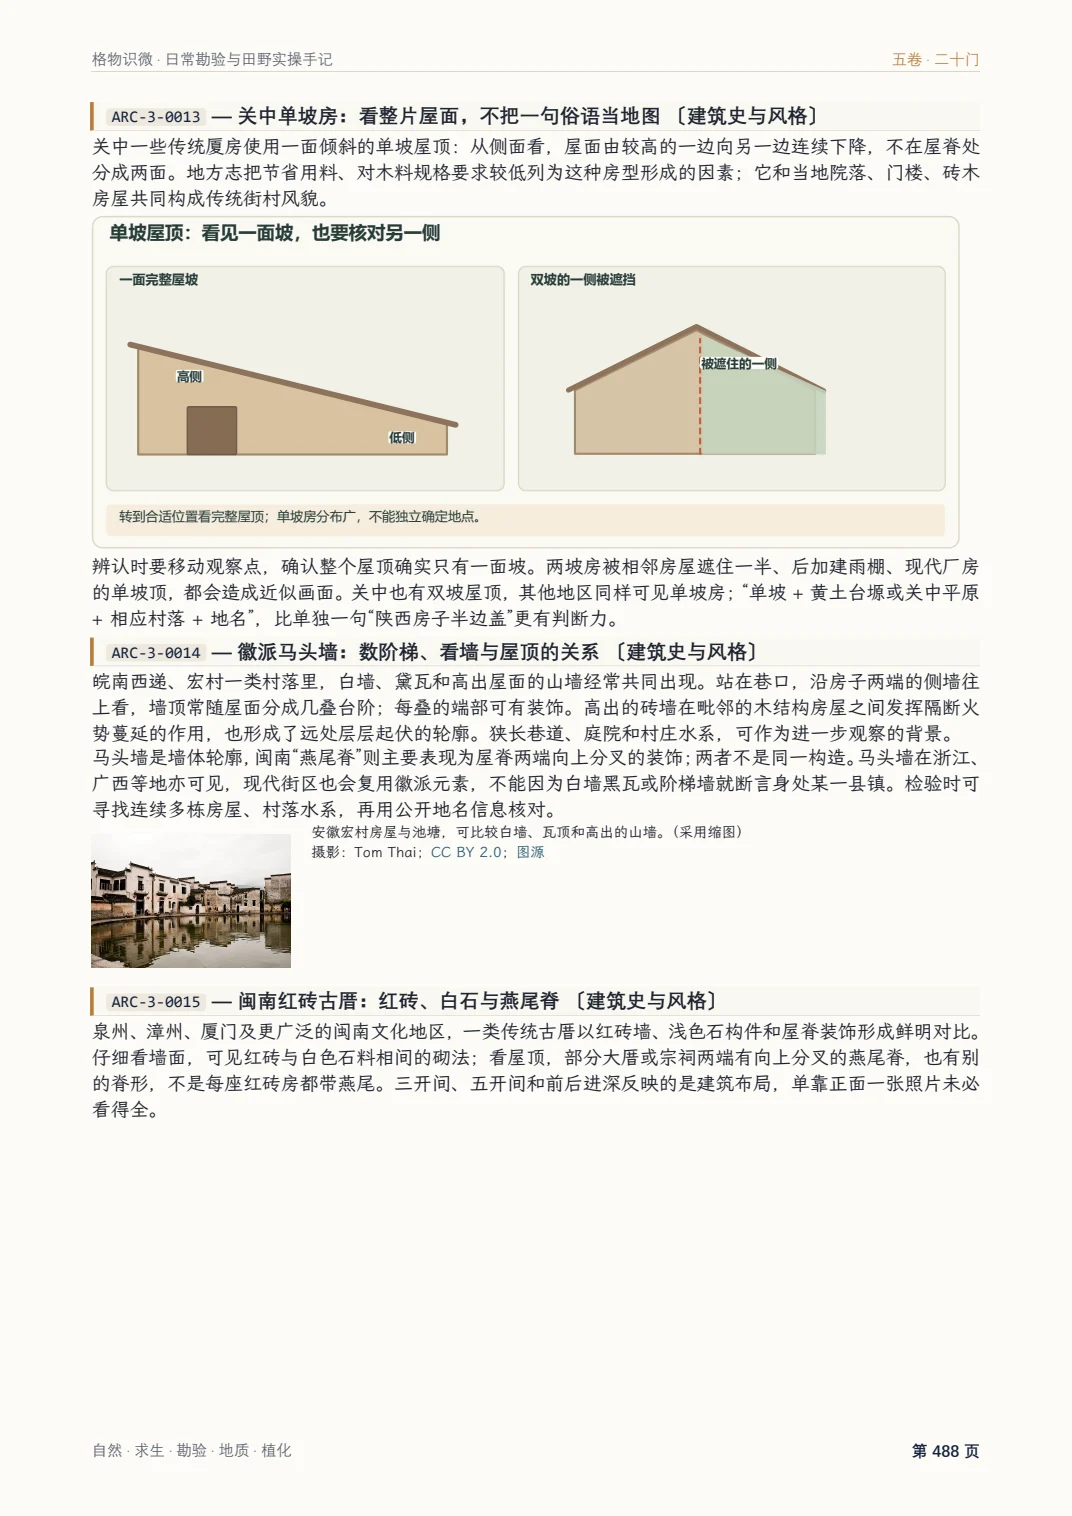 格物识微 · 日常勘验与田野实操手记
五卷 · 二十门
ARC-3-0013 — 关中单坡房：看整片屋面，不把一句俗语当地图 〔建筑史与风格〕
关中一些传统厦房使用一面倾斜的单坡屋顶：从侧面看，屋面由较高的一边向另一边连续下降，不在屋脊处
分成两面。地方志把节省用料、对木料规格要求较低列为这种房型形成的因素；它和当地院落、门楼、砖木
房屋共同构成传统街村风貌。
单坡屋顶：看见一面坡，也要核对另一侧
一面完整屋坡
双坡的一侧被遮挡
高侧
低侧
被遮住的一侧
转到合适位置看完整屋顶；单坡房分布广，不能独立确定地点。
辨认时要移动观察点，确认整个屋顶确实只有一面坡。两坡房被相邻房屋遮住一半、后加建雨棚、现代厂房
的单坡顶，都会造成近似画面。关中也有双坡屋顶，其他地区同样可见单坡房；“单坡 + 黄土台塬或关中平原
+ 相应村落 + 地名”，比单独一句“陕西房子半边盖”更有判断力。
ARC-3-0014 — 徽派马头墙：数阶梯、看墙与屋顶的关系 〔建筑史与风格〕
皖南西递、宏村一类村落里，白墙、黛瓦和高出屋面的山墙经常共同出现。站在巷口，沿房子两端的侧墙往
上看，墙顶常随屋面分成几叠台阶；每叠的端部可有装饰。高出的砖墙在毗邻的木结构房屋之间发挥隔断火
势蔓延的作用，也形成了远处层层起伏的轮廓。狭长巷道、庭院和村庄水系，可作为进一步观察的背景。
马头墙是墙体轮廓，闽南“燕尾脊”则主要表现为屋脊两端向上分叉的装饰；两者不是同一构造。马头墙在浙江、
广西等地亦可见，现代街区也会复用徽派元素，不能因为白墙黑瓦或阶梯墙就断言身处某一县镇。检验时可
寻找连续多栋房屋、村落水系，再用公开地名信息核对。
安徽宏村房屋与池塘，可比较白墙、瓦顶和高出的山墙。（采用缩图）
摄影：Tom Thai；CC BY 2.0；图源
ARC-3-0015 — 闽南红砖古厝：红砖、白石与燕尾脊 〔建筑史与风格〕
泉州、漳州、厦门及更广泛的闽南文化地区，一类传统古厝以红砖墙、浅色石构件和屋脊装饰形成鲜明对比。
仔细看墙面，可见红砖与白色石料相间的砌法；看屋顶，部分大厝或宗祠两端有向上分叉的燕尾脊，也有别
的脊形，不是每座红砖房都带燕尾。三开间、五开间和前后进深反映的是建筑布局，单靠正面一张照片未必
看得全。
自然 · 求生 · 勘验 · 地质 · 植化
第 488 页